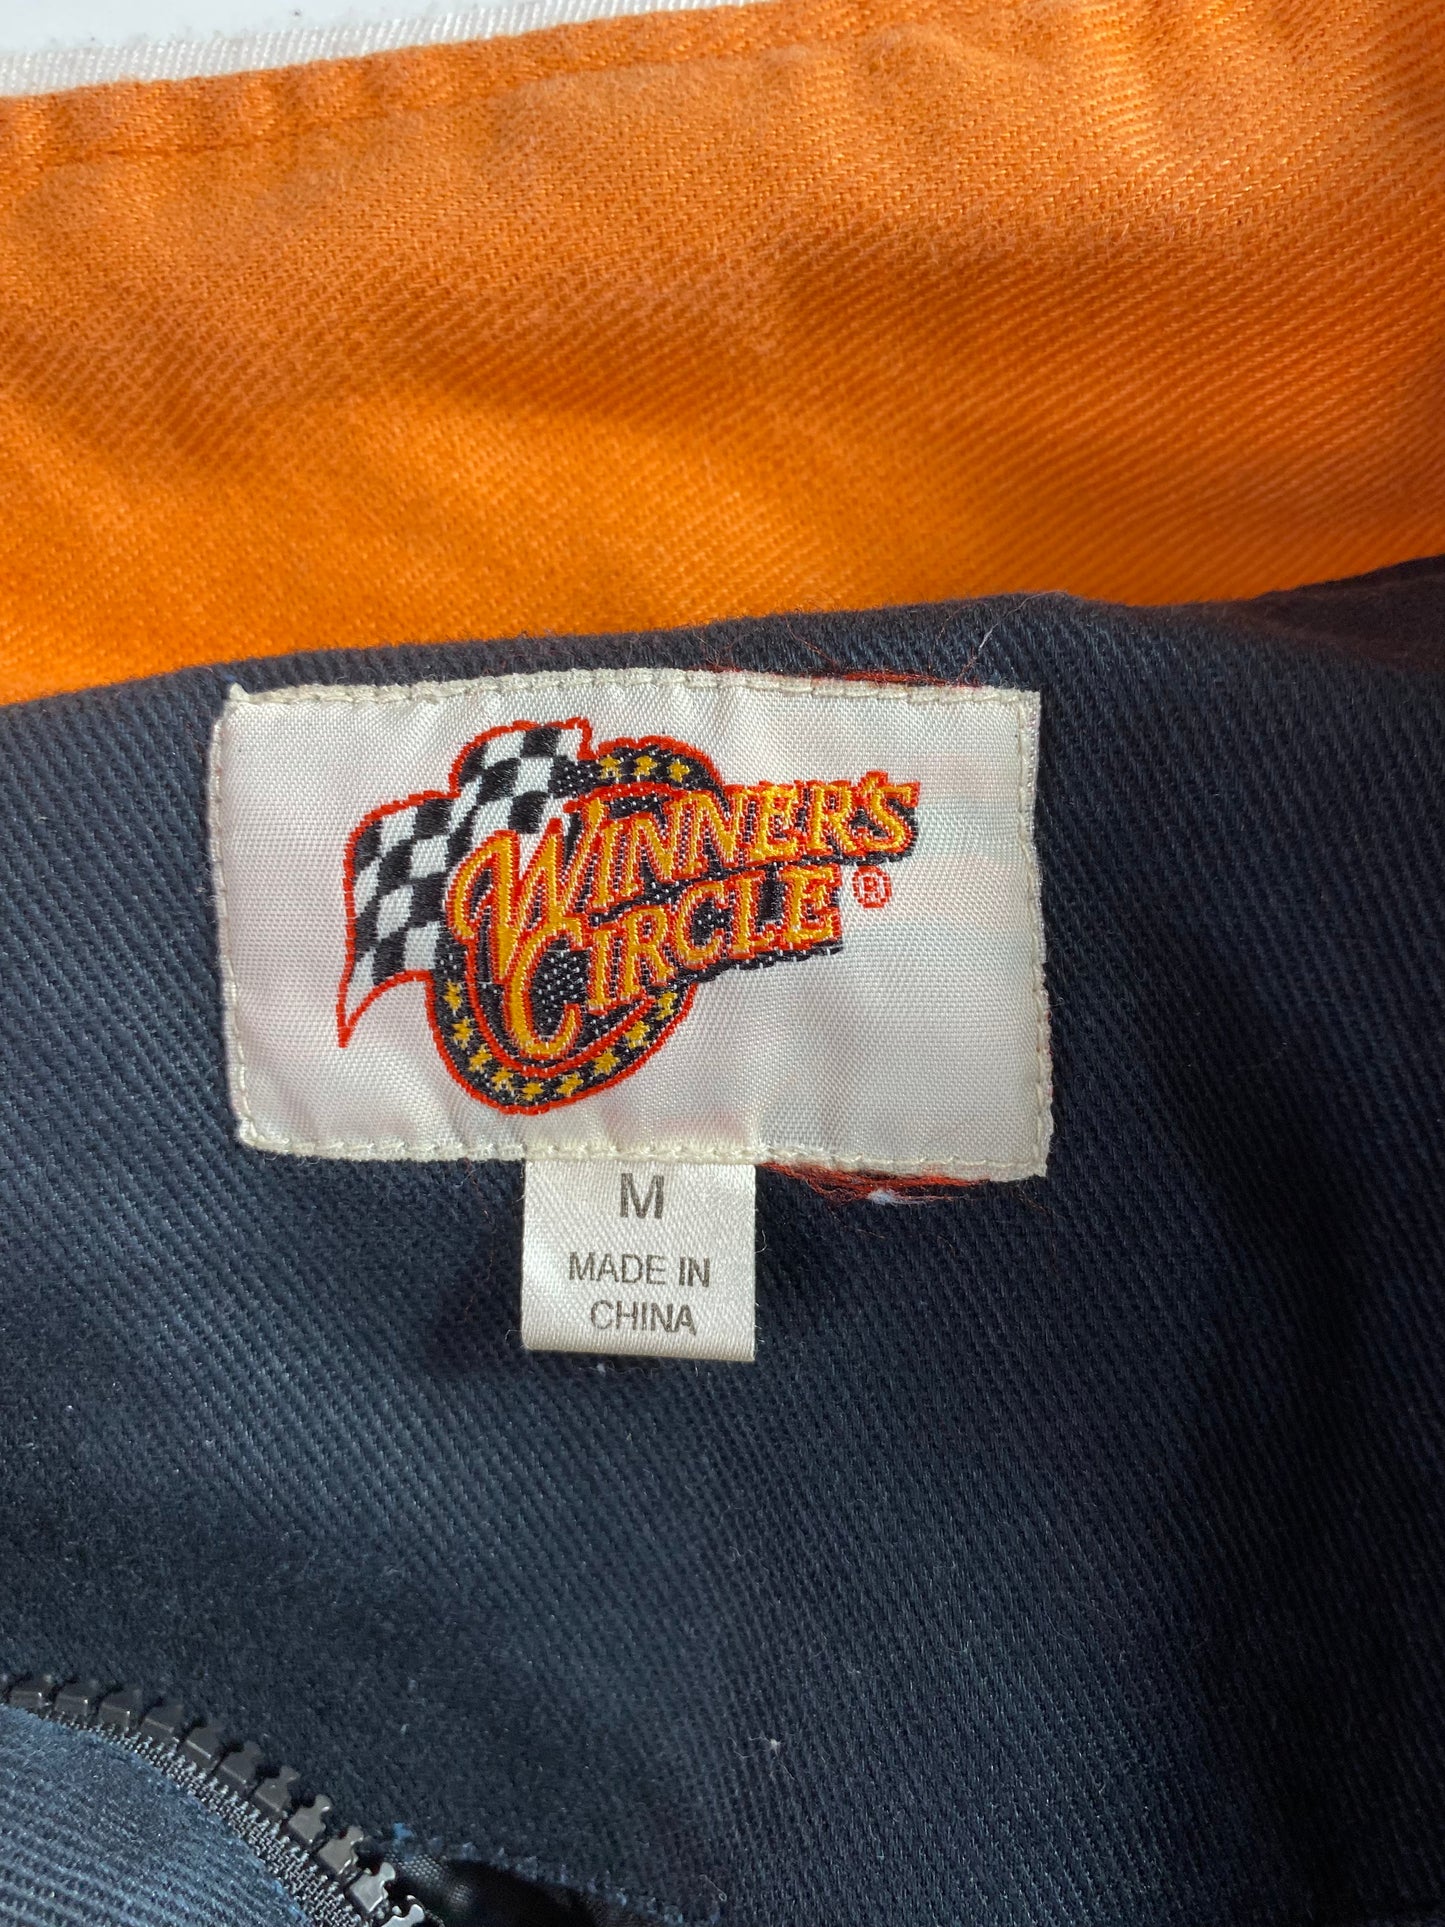 WINNER'S
CIRCLE ®
M
MADE IN
CHINA